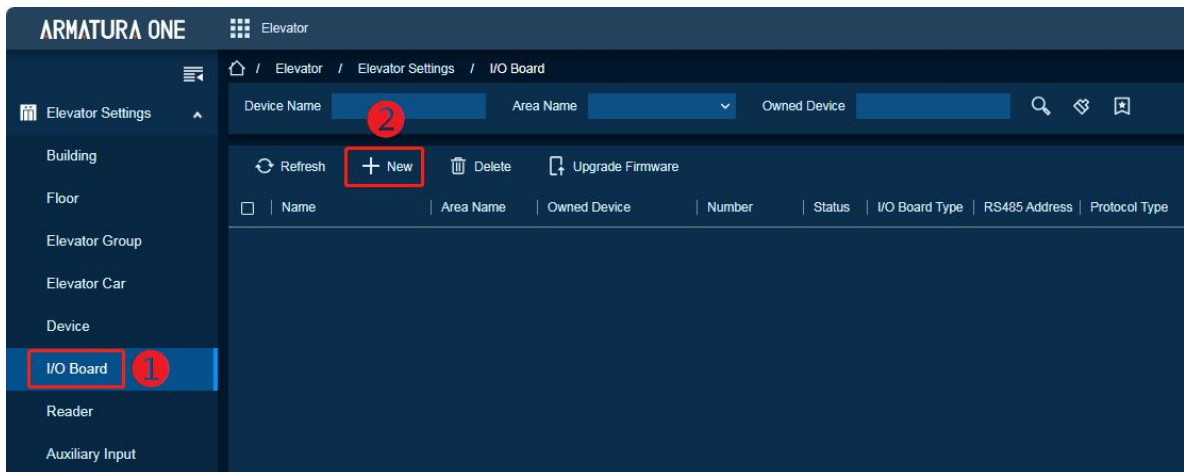 ARMATURA ONE
Elevator
/ Elevator / Elevator Settings / I/O Board
Elevator Settings
Building
Floor
Elevator Group
Elevator Car
Device
I/O Board
1
Reader
Auxiliary Input
Device Name
Area Name
Owned Device
2
Refresh
New
Delete
Upgrade Firmware
Name
Area Name
Owned Device
Number
Status
I/O Board Type
RS485 Address
Protocol Type